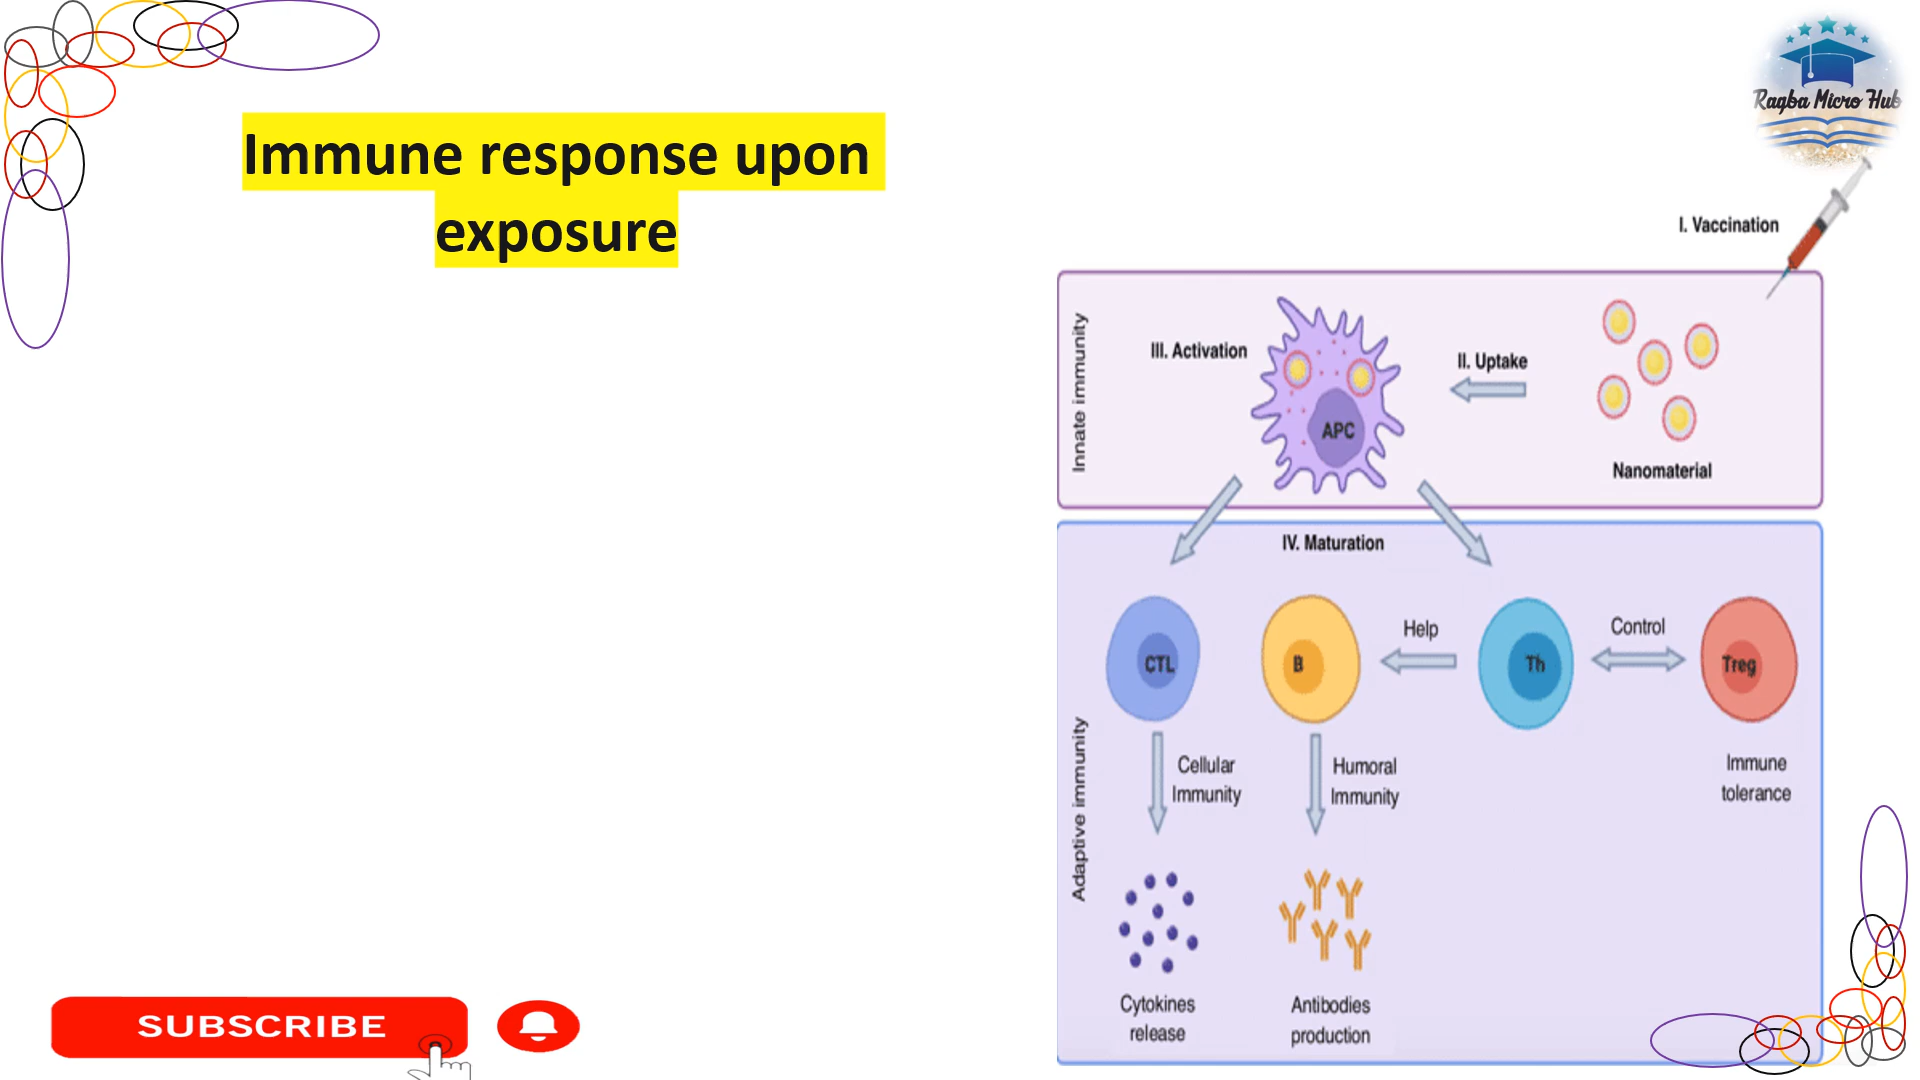 Immune response upon
exposure
Ragba Micro Hub
I. Vaccination
Innate immunity
III. Activation
II. Uptake
APC
Nanomaterial
Adaptive immunity
IV. Maturation
CTL
B
Help
Th
Control
Treg
Cellular
Immunity
Humoral
Immunity
Immune
tolerance
Cytokines
release
Antibodies
production
SUBSCRIBE